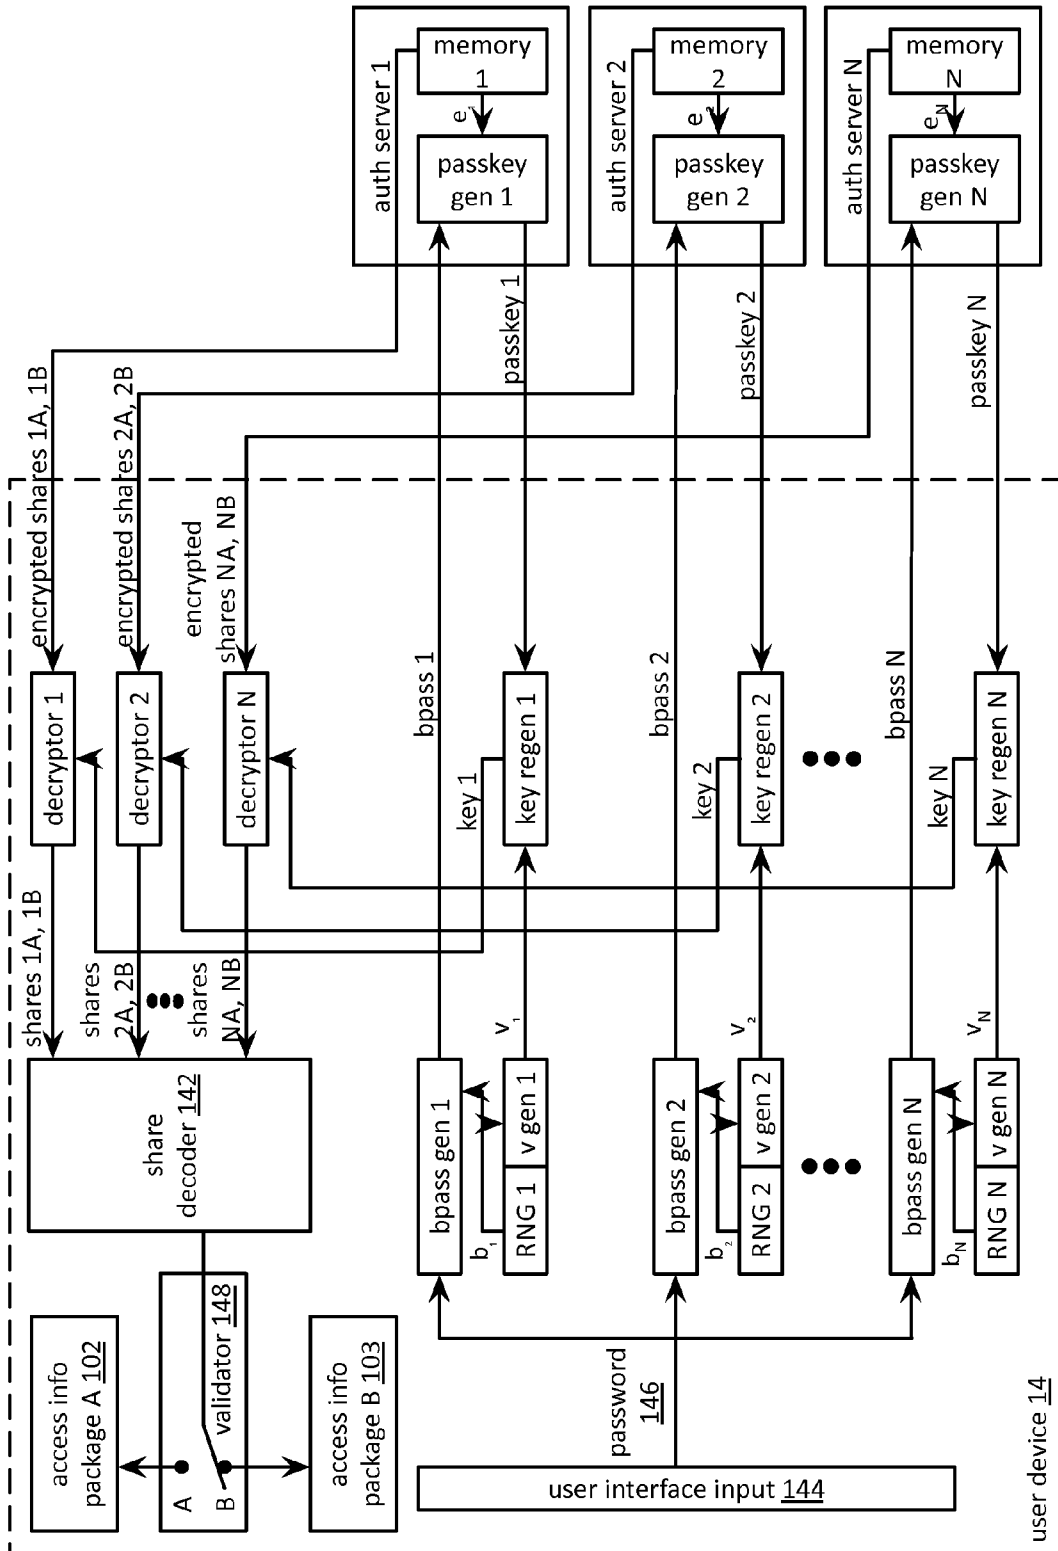 auth server 1
memory
1
e1
passkey
gen 1
auth server 2
memory
2
e2
passkey
gen 2
auth server N
memory
N
eN
passkey
gen N
encrypted shares 1A, 1B
encrypted shares 2A, 2B
encrypted
shares NA, NB
passkey 1
passkey 2
passkey N
decryptor 1
decryptor 2
decryptor N
bpass 1
bpass 2
bpass N
key 1
key regen 1
key 2
key regen 2
key N
key regen N
shares 1A, 1B
shares
2A, 2B
shares
NA, NB
share
decoder 142
v1
v2
vN
bpass gen 1
b1
RNG 1
v gen 1
bpass gen 2
b2
RNG 2
v gen 2
bpass gen N
bN
RNG N
v gen N
access info
package A 102
A
B
validator 148
access info
package B 103
password
146
user interface input 144
user device 14